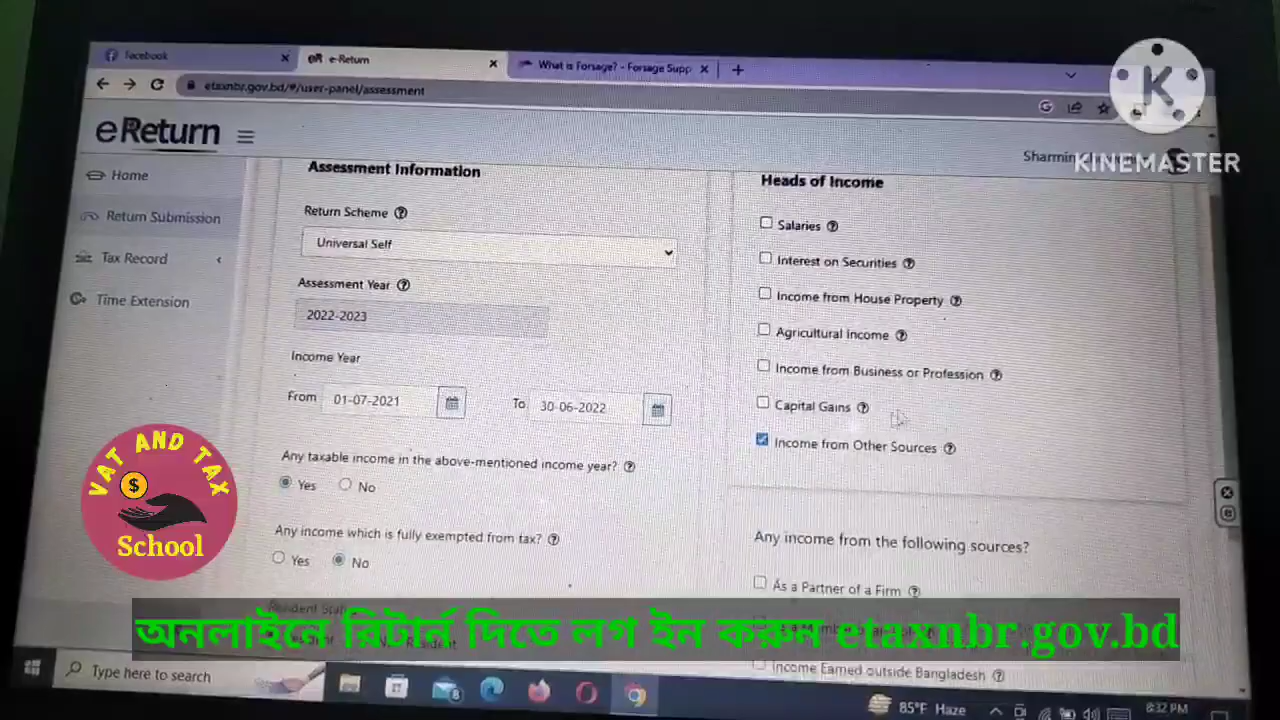 Facebook
e-Return
What is Forsage? - Forsage Supp
etaxnbr.gov.bd/#/user-panel/assessment
K
KINEMASTER
eReturn
Sharmin
Home
Return Submission
Tax Record
Time Extension
Assessment Information
Return Scheme
Universal Self
Assessment Year
2022-2023
Income Year
From 01-07-2021 To 30-06-2022
Any taxable income in the above-mentioned income year?
Yes No
Any income which is fully exempted from tax?
Yes No
Heads of Income
Salaries
Interest on Securities
Income from House Property
Agricultural Income
Income from Business or Profession
Capital Gains
Income from Other Sources
Any income from the following sources?
As a Partner of a Firm
Income Earned outside Bangladesh
VAT AND TAX
$
School
অনলাইনে রিটার্ন দিতে লগ ইন করুন etaxnbr.gov.bd
Type here to search
8
85°F Haze
8:32 PM